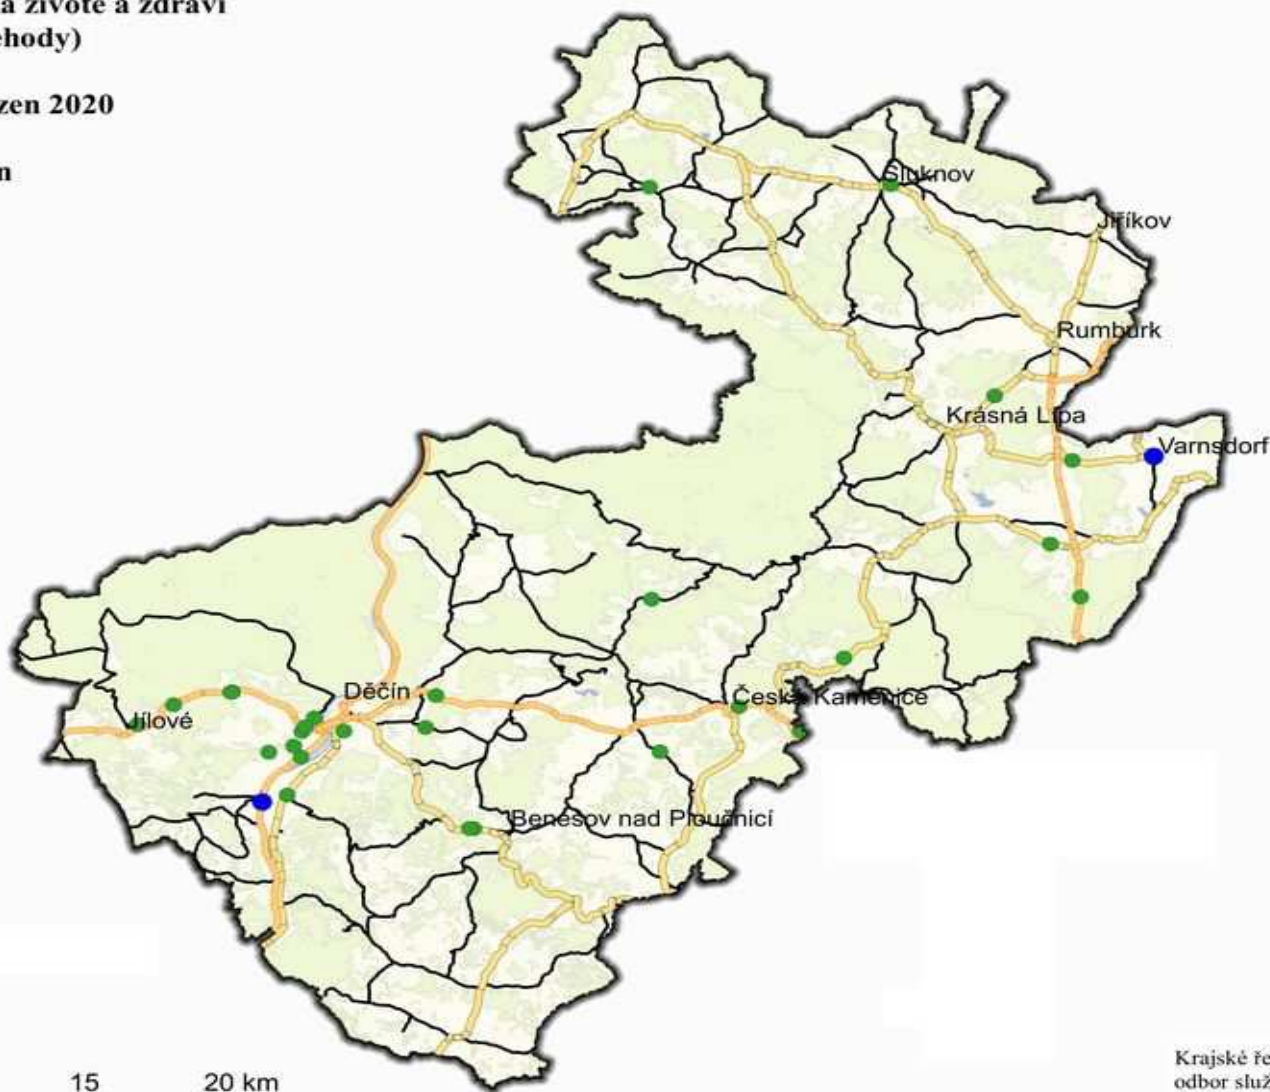 a životě a zdraví
ehody)
zen 2020
n
Šluknov
Jiříkov
Rumburk
Krásná Lípa
Varnsdorf
Děčín
Česká Kamenice
Jílové
Benešov nad Ploučnicí
15 20 km
Krajské ře
odbor služ